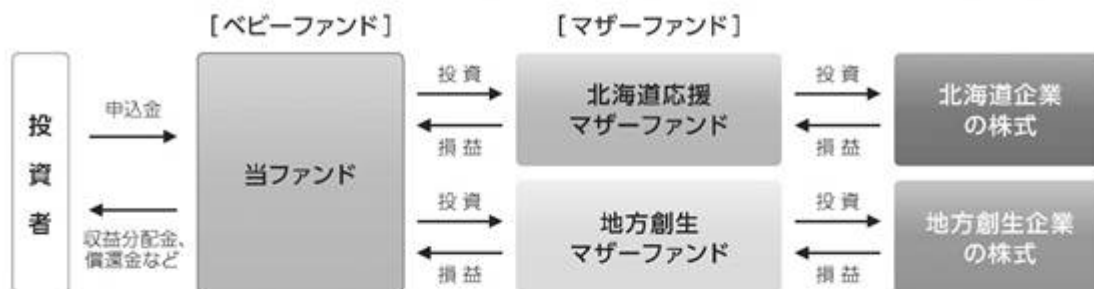 [ベビーファンド]
[マザーファンド]
投資者
申込金
収益分配金、
償還金など
当ファンド
投資
損益
北海道応援
マザーファンド
投資
損益
北海道企業
の株式
投資
損益
地方創生
マザーファンド
投資
損益
地方創生企業
の株式